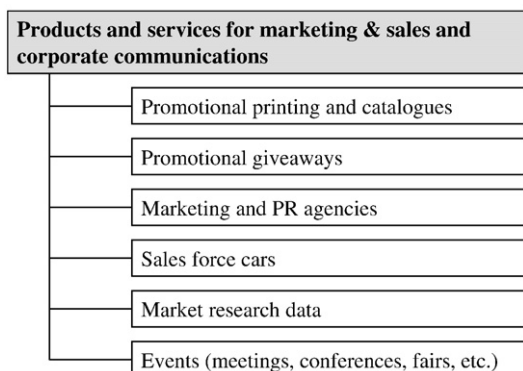 Products and services for marketing & sales and
corporate communications
Promotional printing and catalogues
Promotional giveaways
Marketing and PR agencies
Sales force cars
Market research data
Events (meetings, conferences, fairs, etc.)